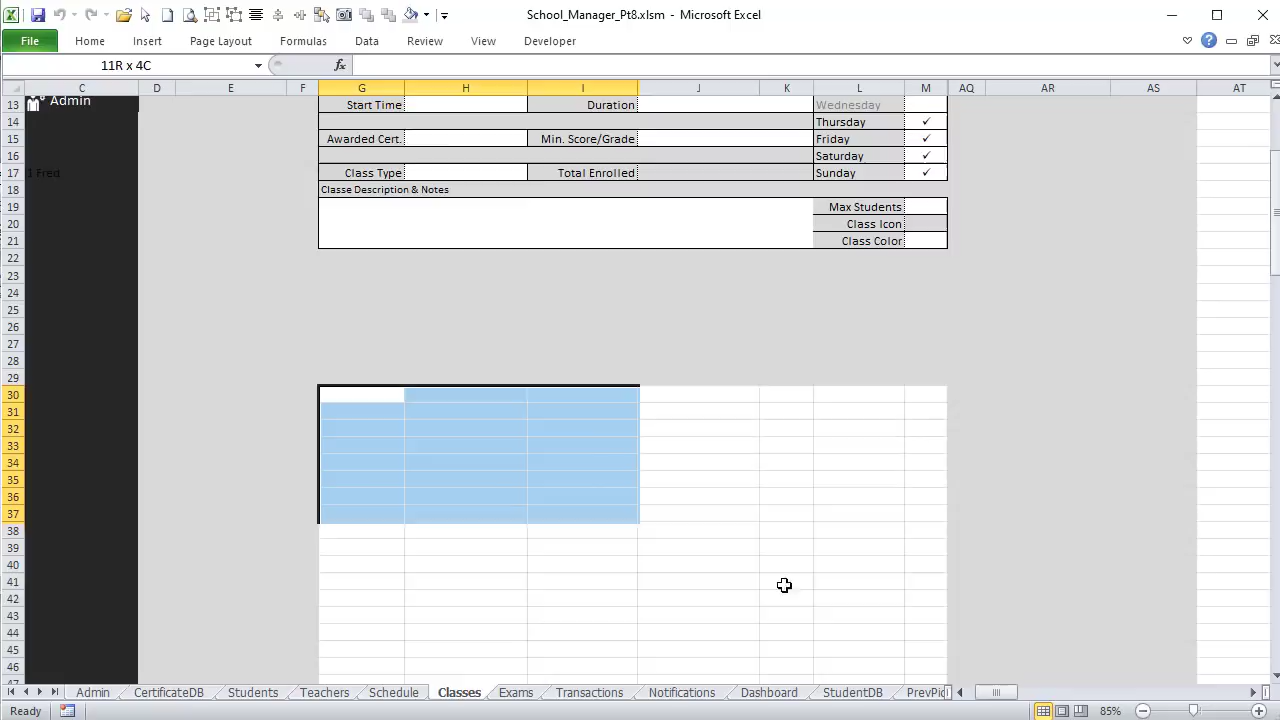 School_Manager_Pt8.xlsm - Microsoft Excel
File Home Insert Page Layout Formulas Data Review View Developer
11R x 4C fx
C D E F G H I J K L M AQ AR AS AT
13 Admin Start Time Duration Wednesday
14 Thursday ✓
15 Awarded Cert. Min. Score/Grade Friday ✓
16 Saturday ✓
17 1 Fred Class Type Total Enrolled Sunday ✓
18 Classe Description & Notes
19 Max Students
20 Class Icon
21 Class Color
22
23
24
25
26
27
28
29
30
31
32
33
34
35
36
37
38
39
40
41
42
43
44
45
46
Admin CertificateDB Students Teachers Schedule Classes Exams Transactions Notifications Dashboard StudentDB PrevPic
Ready 85%